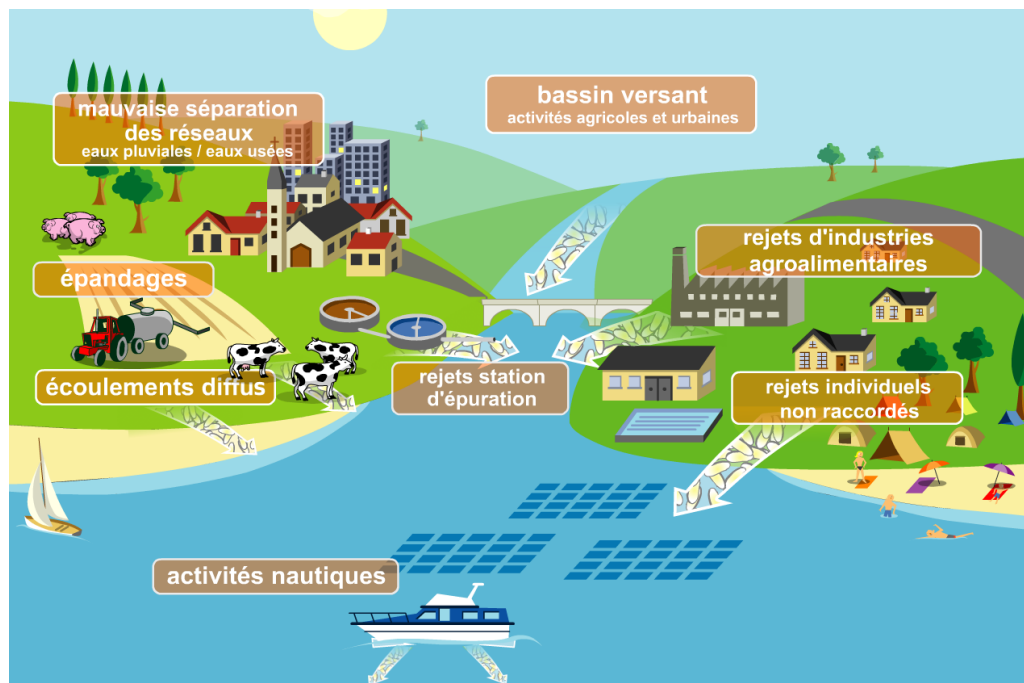 mauvaise séparation
des réseaux
eaux pluviales / eaux usées
bassin versant
activités agricoles et urbaines
rejets d'industries
agroalimentaires
épandages
écoulements diffus
rejets station
d'épuration
rejets individuels
non raccordés
activités nautiques